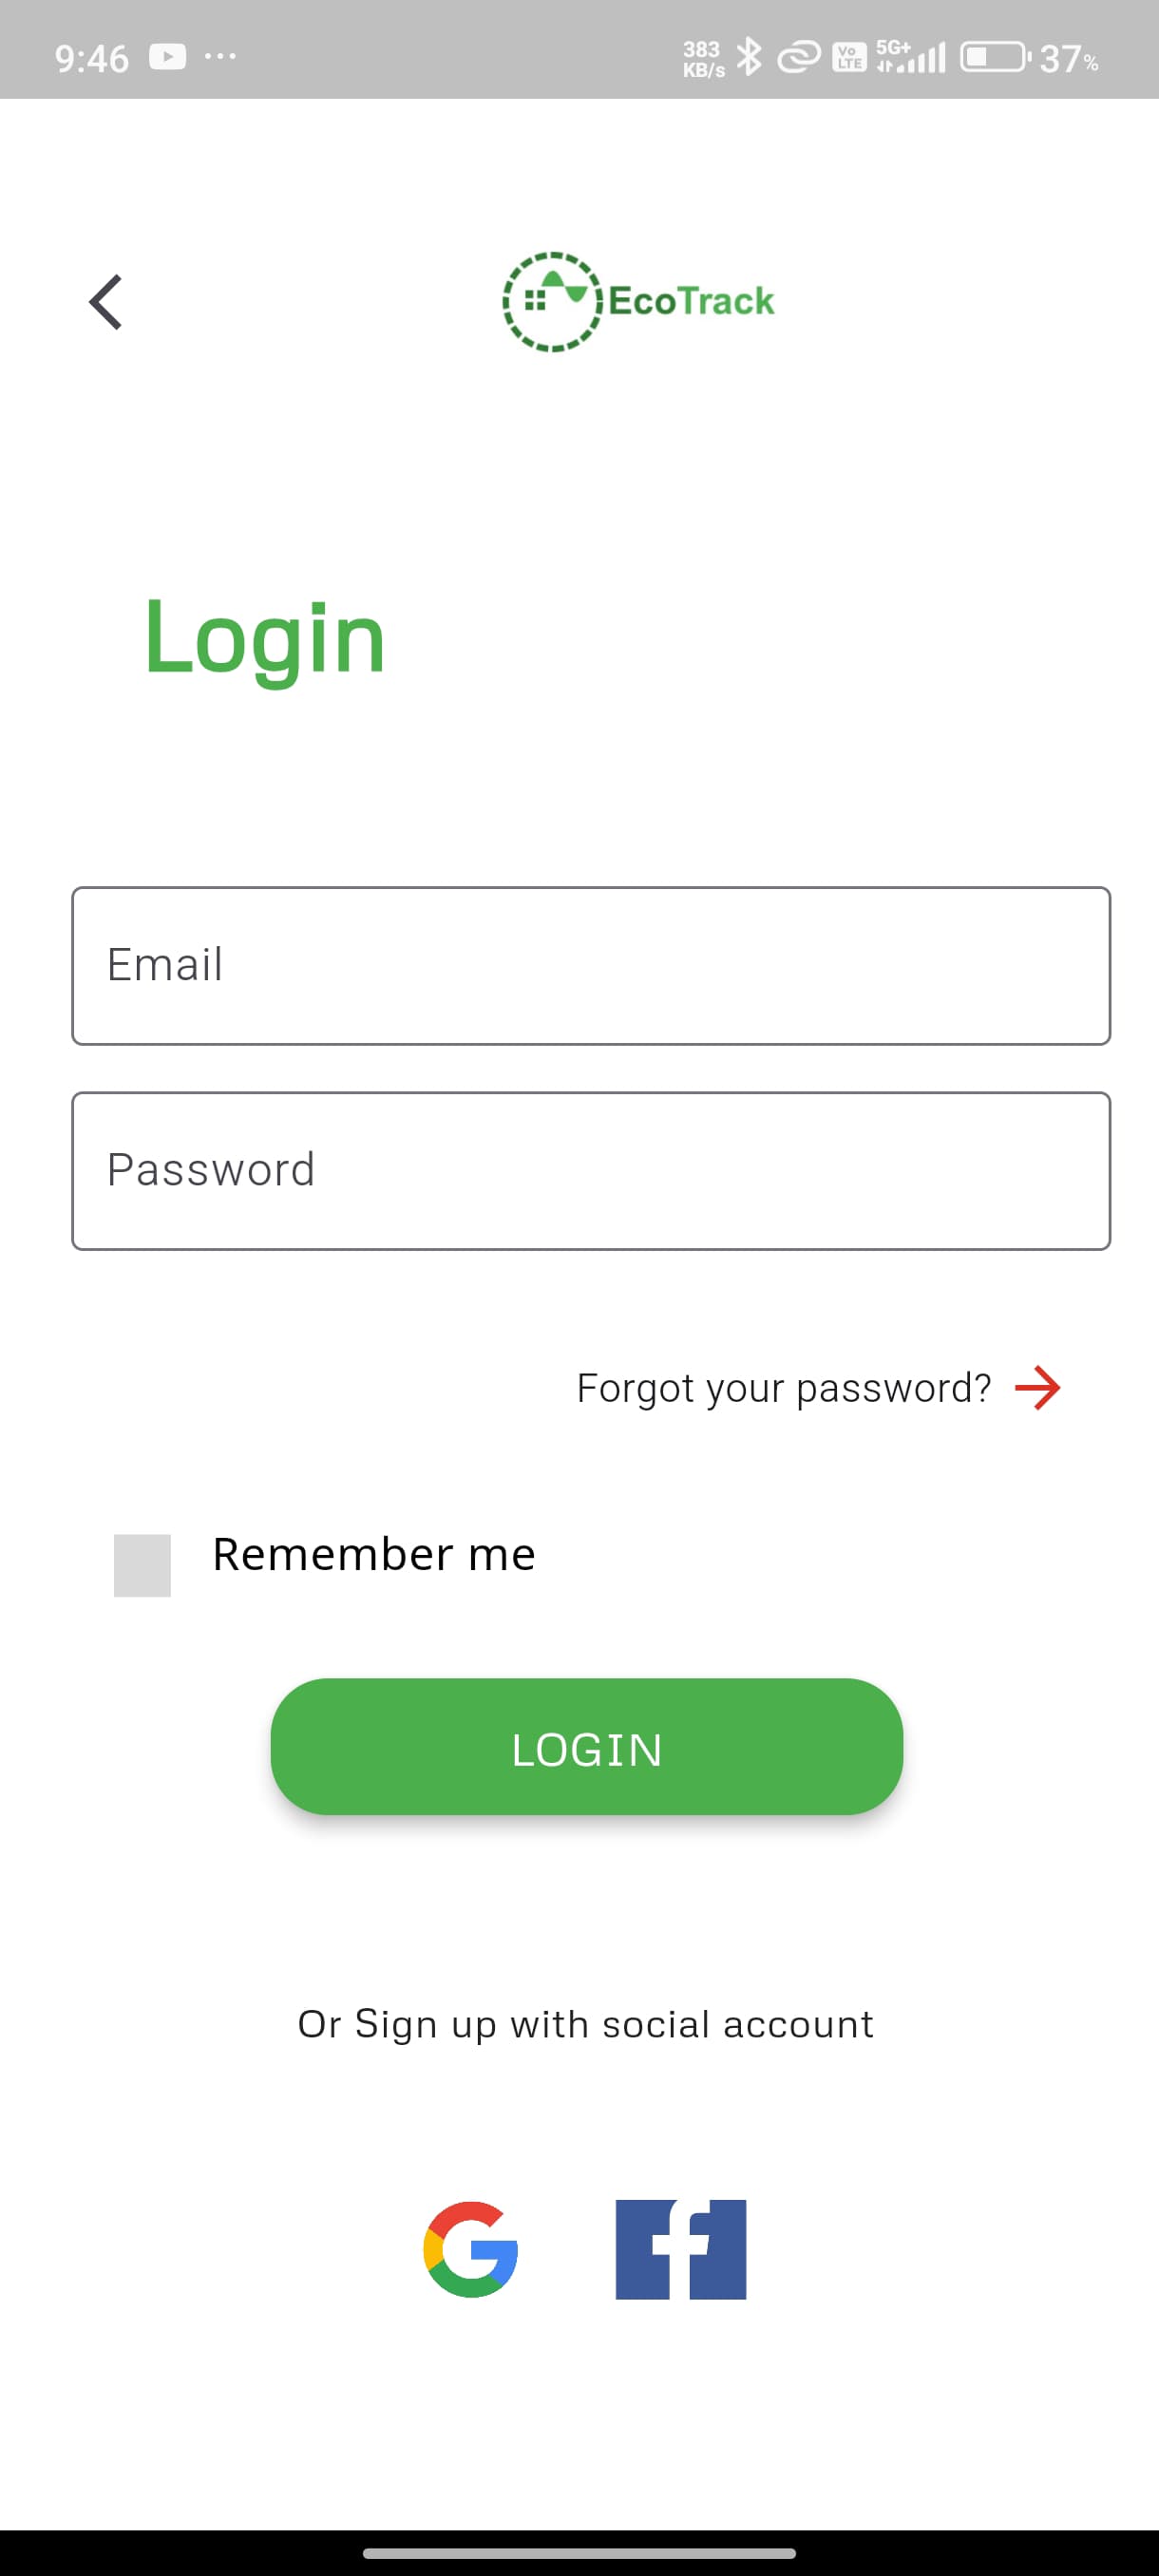 9:46 ... 383 KB/s Vo LTE 5G+ 37%
EcoTrack
Login
Email
Password
Forgot your password?
Remember me
LOGIN
Or Sign up with social account